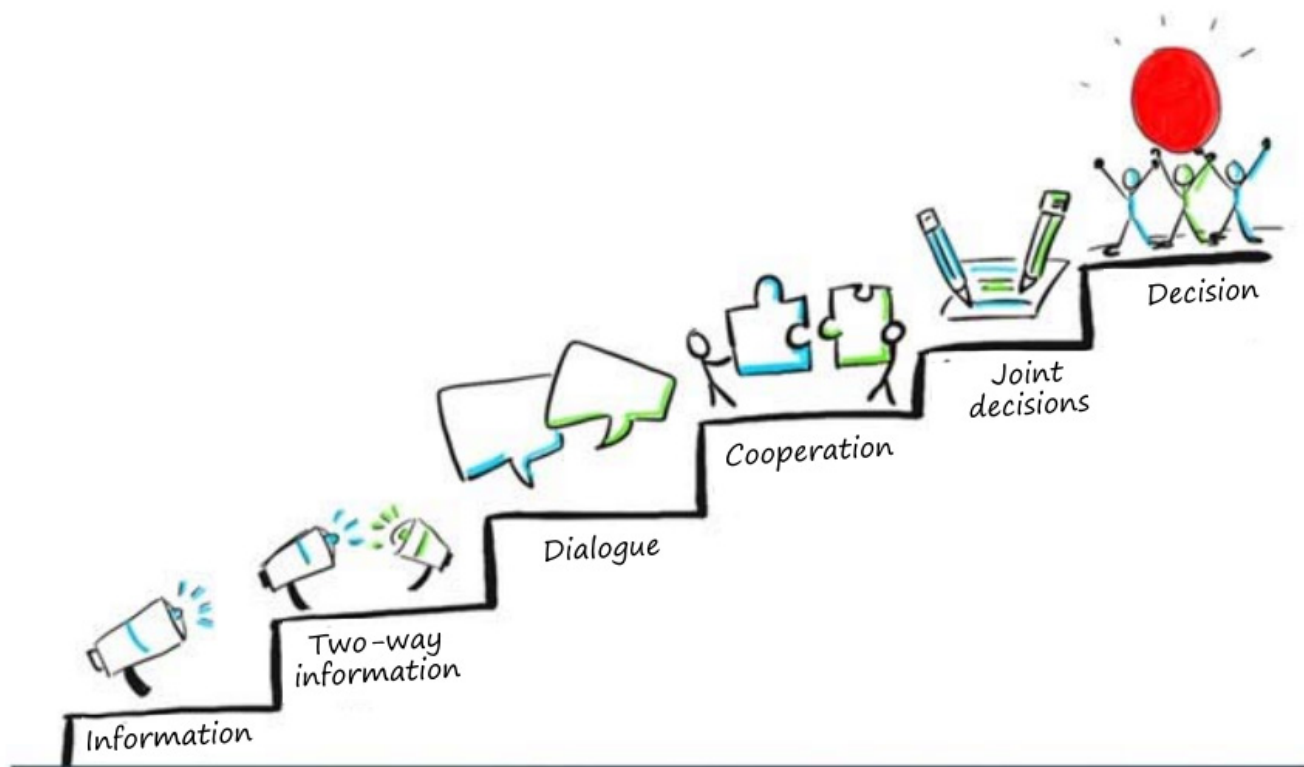 Information
Two-way
information
Dialogue
Cooperation
Joint
decisions
Decision